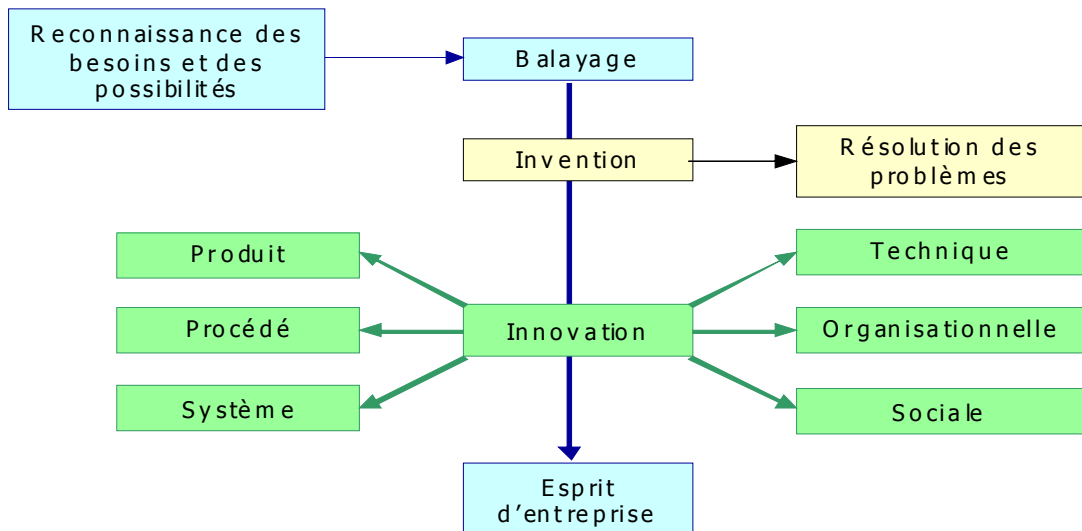 Reconnaissance des
besoins et des
possibilités
Balayage
Invention
Résolution des
problèmes
Produit
Technique
Procédé
Innovation
Organisationnelle
Système
Sociale
Esprit
d’entreprise